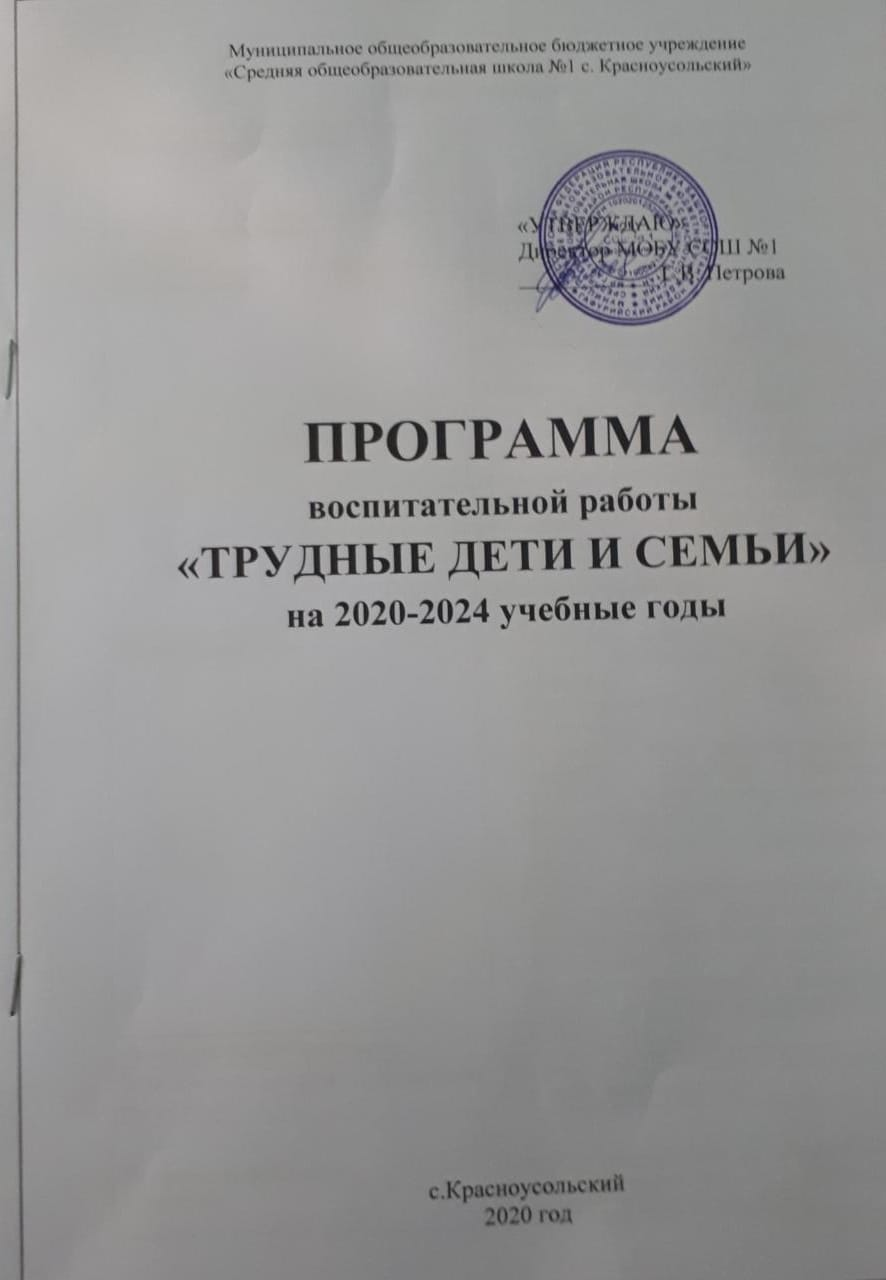 Муниципальное общеобразовательное бюджетное учреждение
«Средняя общеобразовательная школа №1 с. Красноусольский»
«УТВЕРЖДАЮ»
Директор МОБУ СОШ №1
Петрова
ПРОГРАММА
воспитательной работы
«ТРУДНЫЕ ДЕТИ И СЕМЬИ»
на 2020-2024 учебные годы
с.Красноусольский
2020 год